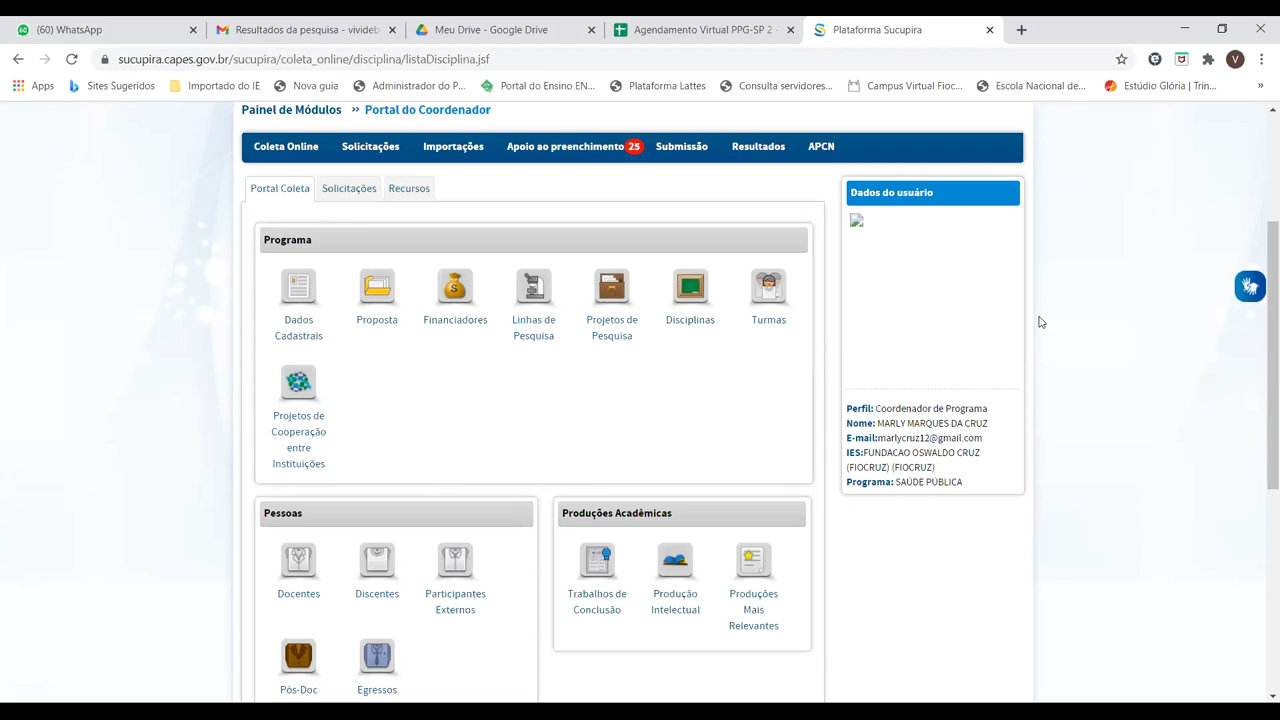 (60) WhatsApp
Resultados da pesquisa - vivideb
Meu Drive - Google Drive
Agendamento Virtual PPG-SP 2
Plataforma Sucupira
sucupira.capes.gov.br/sucupira/coleta_online/disciplina/listaDisciplina.jsf
V
Apps
Sites Sugeridos
Importado do IE
Nova guia
Administrador do P...
Portal do Ensino EN...
Plataforma Lattes
Consulta servidores...
Campus Virtual Fioc...
Escola Nacional de...
Estúdio Glória | Trin...
»
Painel de Módulos » Portal do Coordenador
Coleta Online Solicitações Importações Apoio ao preenchimento 25 Submissão Resultados APCN
Portal Coleta Solicitações Recursos
Programa
Dados
Cadastrais
Proposta
Financiadores
Linhas de
Pesquisa
Projetos de
Pesquisa
Disciplinas
Turmas
Projetos de
Cooperação
entre
Instituições
Pessoas
Docentes
Discentes
Participantes
Externos
Pós-Doc
Egressos
Produções Acadêmicas
Trabalhos de
Conclusão
Produção
Intelectual
Produções
Mais
Relevantes
Dados do usuário
Perfil: Coordenador de Programa
Nome: MARLY MARQUES DA CRUZ
E-mail:marlycruz12@gmail.com
IES:FUNDACAO OSWALDO CRUZ
(FIOCRUZ) (FIOCRUZ)
Programa: SAÚDE PÚBLICA